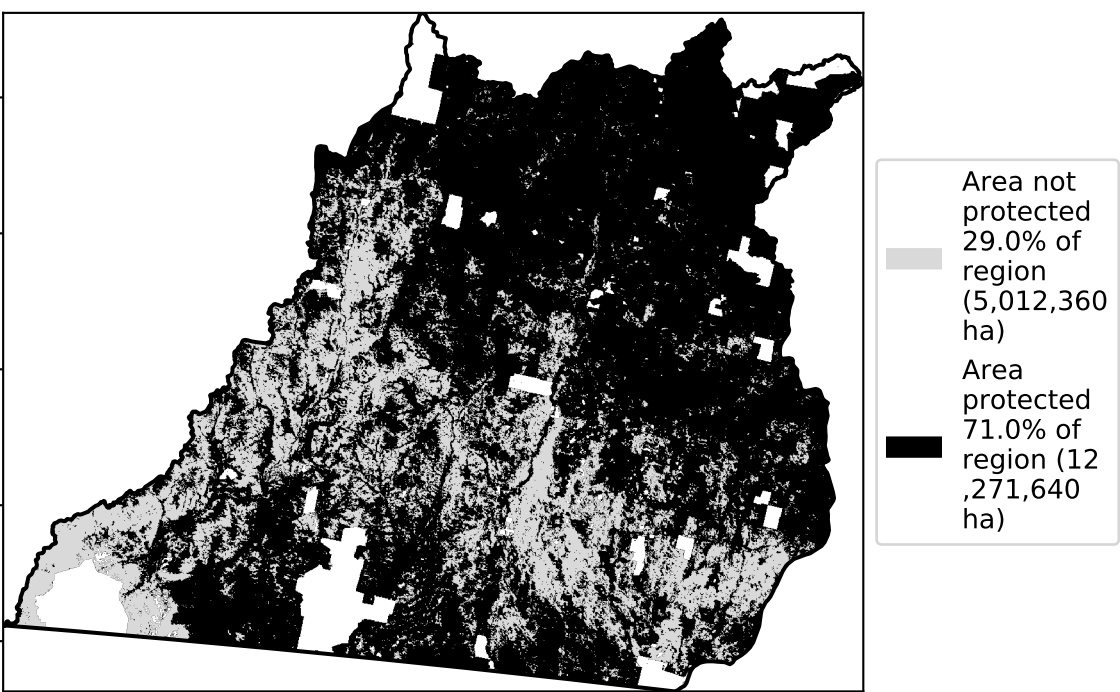 Area not
protected
29.0% of
region
(5,012,360
ha)
Area
protected
71.0% of
region (12
,271,640
ha)